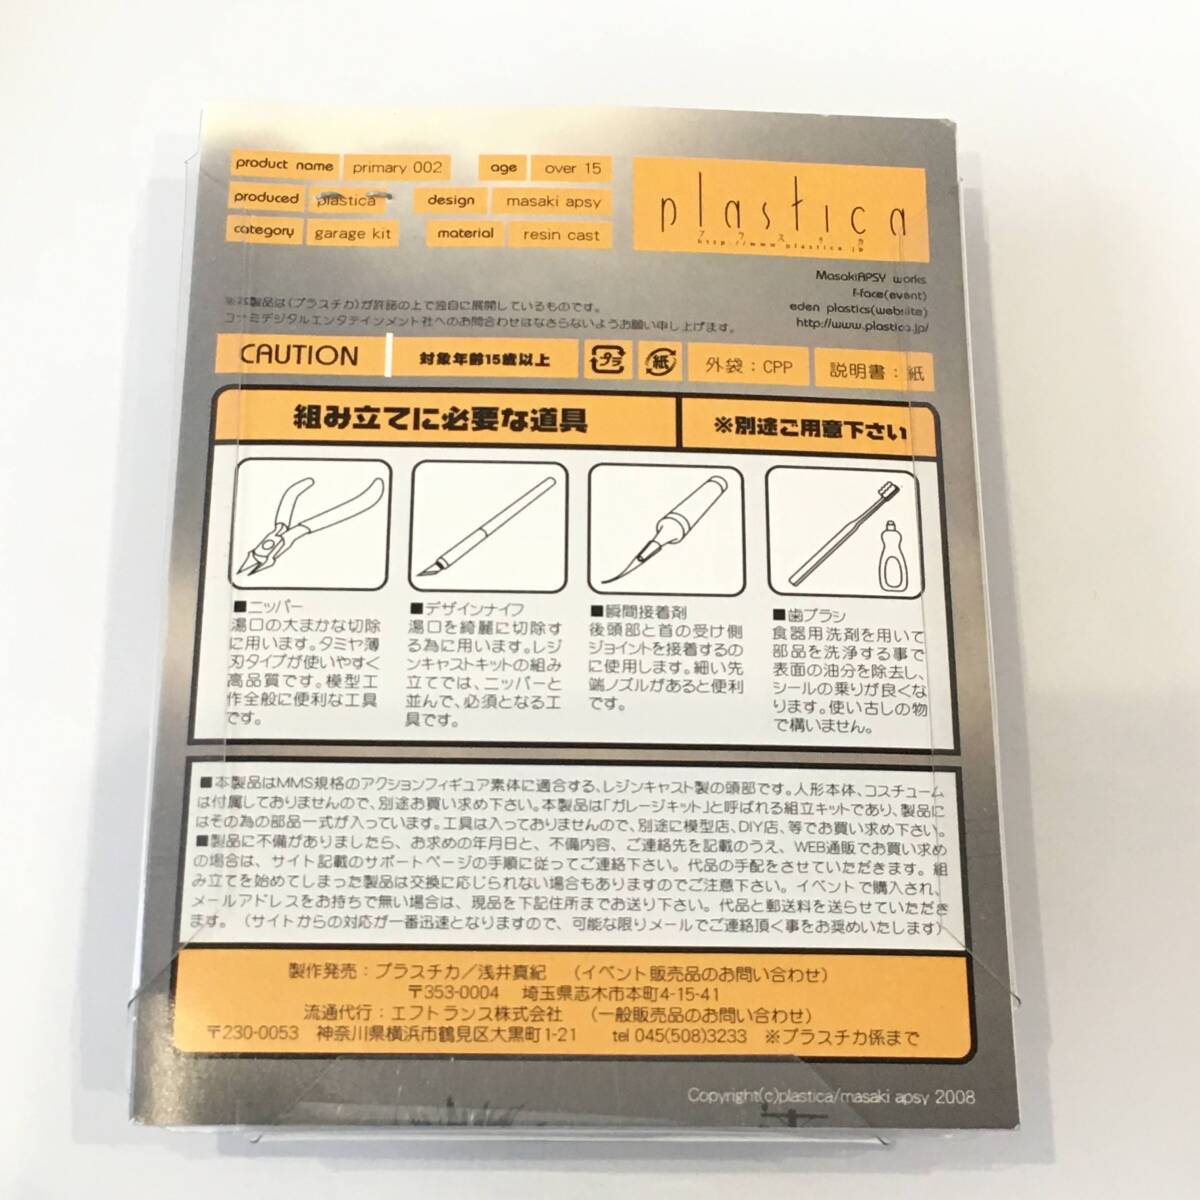 product name primary 002 age over 15
produced plastica design masaki apsy
category garage kit material resin cast
plastica
プラスチカ
http://www.plastica.jp
MasakiAPSY works
f-face(event)
eden plastics(website)
http://www.plastica.jp/
※本製品は(プラスチカ)が許諾の上で独自に展開しているものです。
コナミデジタルエンタテインメント社へのお問合わせはなさらないようお願い申し上げます。
CAUTION 対象年齢15歳以上 プラ 紙 外袋:CPP 説明書:紙
組み立てに必要な道具 ※別途ご用意下さい
■ニッパー
湯口の大まかな切除
に用います。タミヤ薄
刃タイプが使いやすく
高品質です。模型工
作全般に便利な工具
です。
■デザインナイフ
湯口を綺麗に切除す
る為に用います。レジ
ンキャストキットの組み
立てでは、ニッパーと
並んで、必須となる工
具です。
■瞬間接着剤
後頭部と首の受け側
ジョイントを接着するの
に使用します。細い先
端ノズルがあると便利
です。
■歯ブラシ
食器用洗剤を用いて
部品を洗浄する事で
表面の油分を除去し、
シールの乗りが良くな
ります。使い古しの物
で構いません。
■本製品はMMS規格のアクションフィギュア素体に適合する、レジンキャスト製の頭部です。人形本体、コスチューム
は付属しておりませんので、別途お買い求め下さい。本製品は「ガレージキット」と呼ばれる組立キットであり、製品に
はその為の部品一式が入っています。工具は入っておりませんので、別途に模型店、DIY店、等でお買い求め下さい。
■製品に不備がありましたら、お求めの年月日と、不備内容、ご連絡先を記載のうえ、WEB通販でお買い求め
の場合は、サイト記載のサポートページの手順に従ってご連絡下さい。代品の手配をさせていただきます。組
み立てを始めてしまった製品は交換に応じられない場合もありますのでご注意下さい。イベントで購入され、
メールアドレスをお持ちで無い場合は、現品を下記住所までお送り下さい。代品と郵送料を送らせていただき
ます。(サイトからの対応が一番迅速となりますので、可能な限りメールでご連絡頂く事をお奨めいたします)
製作発売:プラスチカ/浅井真紀 (イベント販売品のお問い合わせ)
〒353-0004 埼玉県志木市本町4-15-41
流通代行:エフトランス株式会社 (一般販売品のお問い合わせ)
〒230-0053 神奈川県横浜市鶴見区大黒町1-21 tel 045(508)3233 ※プラスチカ係まで
Copyright(c)plastica/masaki apsy 2008